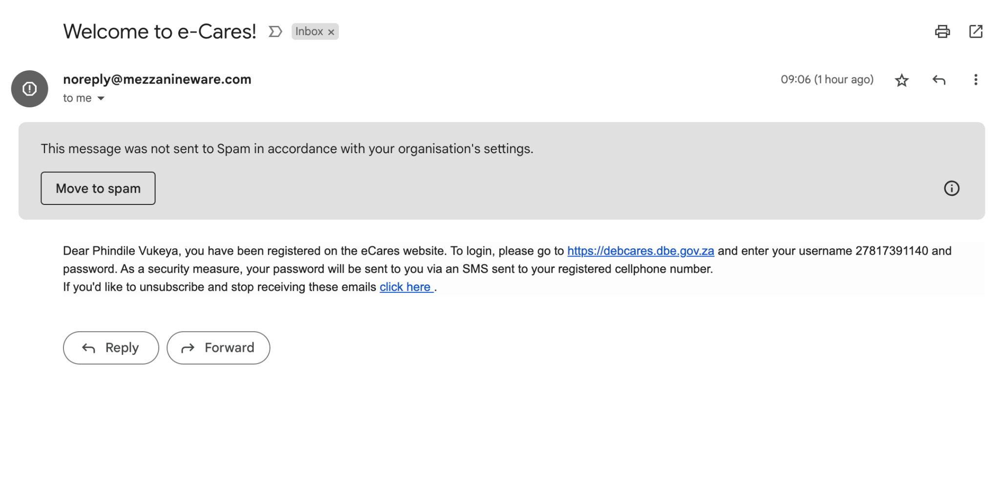 Welcome to e-Cares! Inbox ×
noreply@mezzanineware.com 09:06 (1 hour ago)
to me
This message was not sent to Spam in accordance with your organisation's settings.
Move to spam
Dear Phindile Vukeya, you have been registered on the eCares website. To login, please go to https://debcares.dbe.gov.za and enter your username 27817391140 and
password. As a security measure, your password will be sent to you via an SMS sent to your registered cellphone number.
If you'd like to unsubscribe and stop receiving these emails click here .
Reply Forward